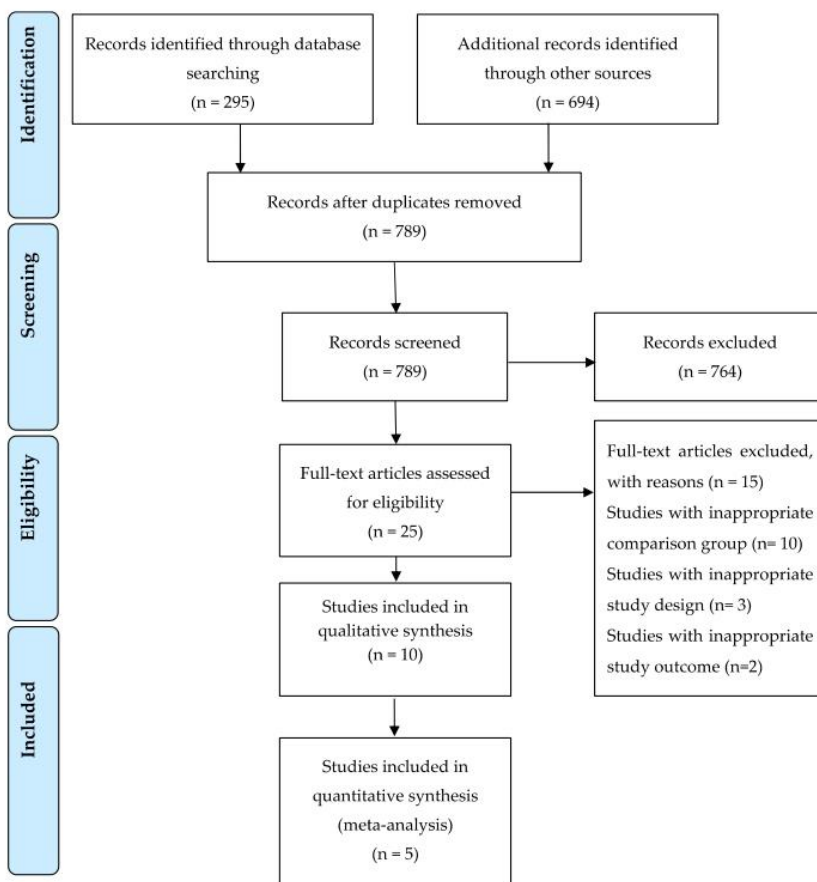 Identification
Records identified through database
searching
(n = 295)
Additional records identified
through other sources
(n = 694)
Records after duplicates removed
(n = 789)
Screening
Records screened
(n = 789)
Records excluded
(n = 764)
Eligibility
Full-text articles assessed
for eligibility
(n = 25)
Full-text articles excluded,
with reasons (n = 15)
Studies with inappropriate
comparison group (n= 10)
Studies with inappropriate
study design (n= 3)
Studies with inappropriate
study outcome (n=2)
Studies included in
qualitative synthesis
(n = 10)
Included
Studies included in
quantitative synthesis
(meta-analysis)
(n = 5)